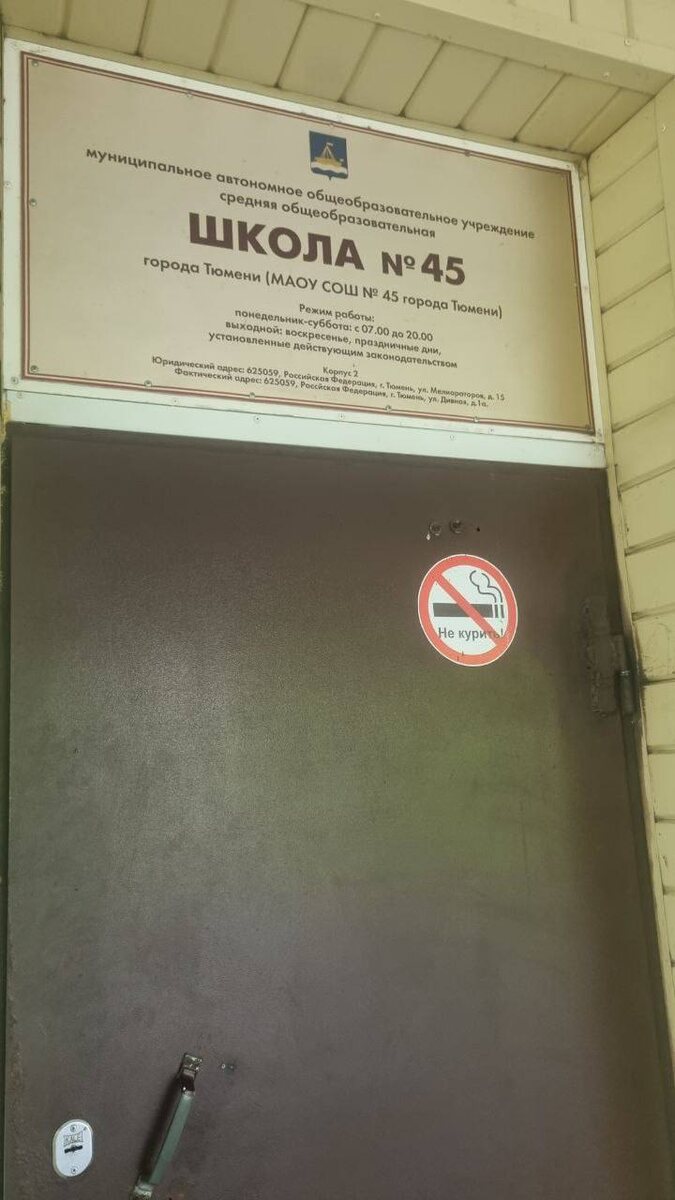 муниципальное автономное общеобразовательное учреждение
средняя общеобразовательная
ШКОЛА № 45
города Тюмени (МАОУ СОШ № 45 города Тюмени)
Режим работы:
понедельник-суббота: с 07.00 до 20.00
выходной: воскресенье, праздничные дни,
установленные действующим законодательством
Корпус 2
Юридический адрес: 625059, Российская Федерация, г. Тюмень, ул. Мелиораторов, д. 15
Фактический адрес: 625059, Российская Федерация, г. Тюмень, ул. Дивная, д.1а.
Не курить!